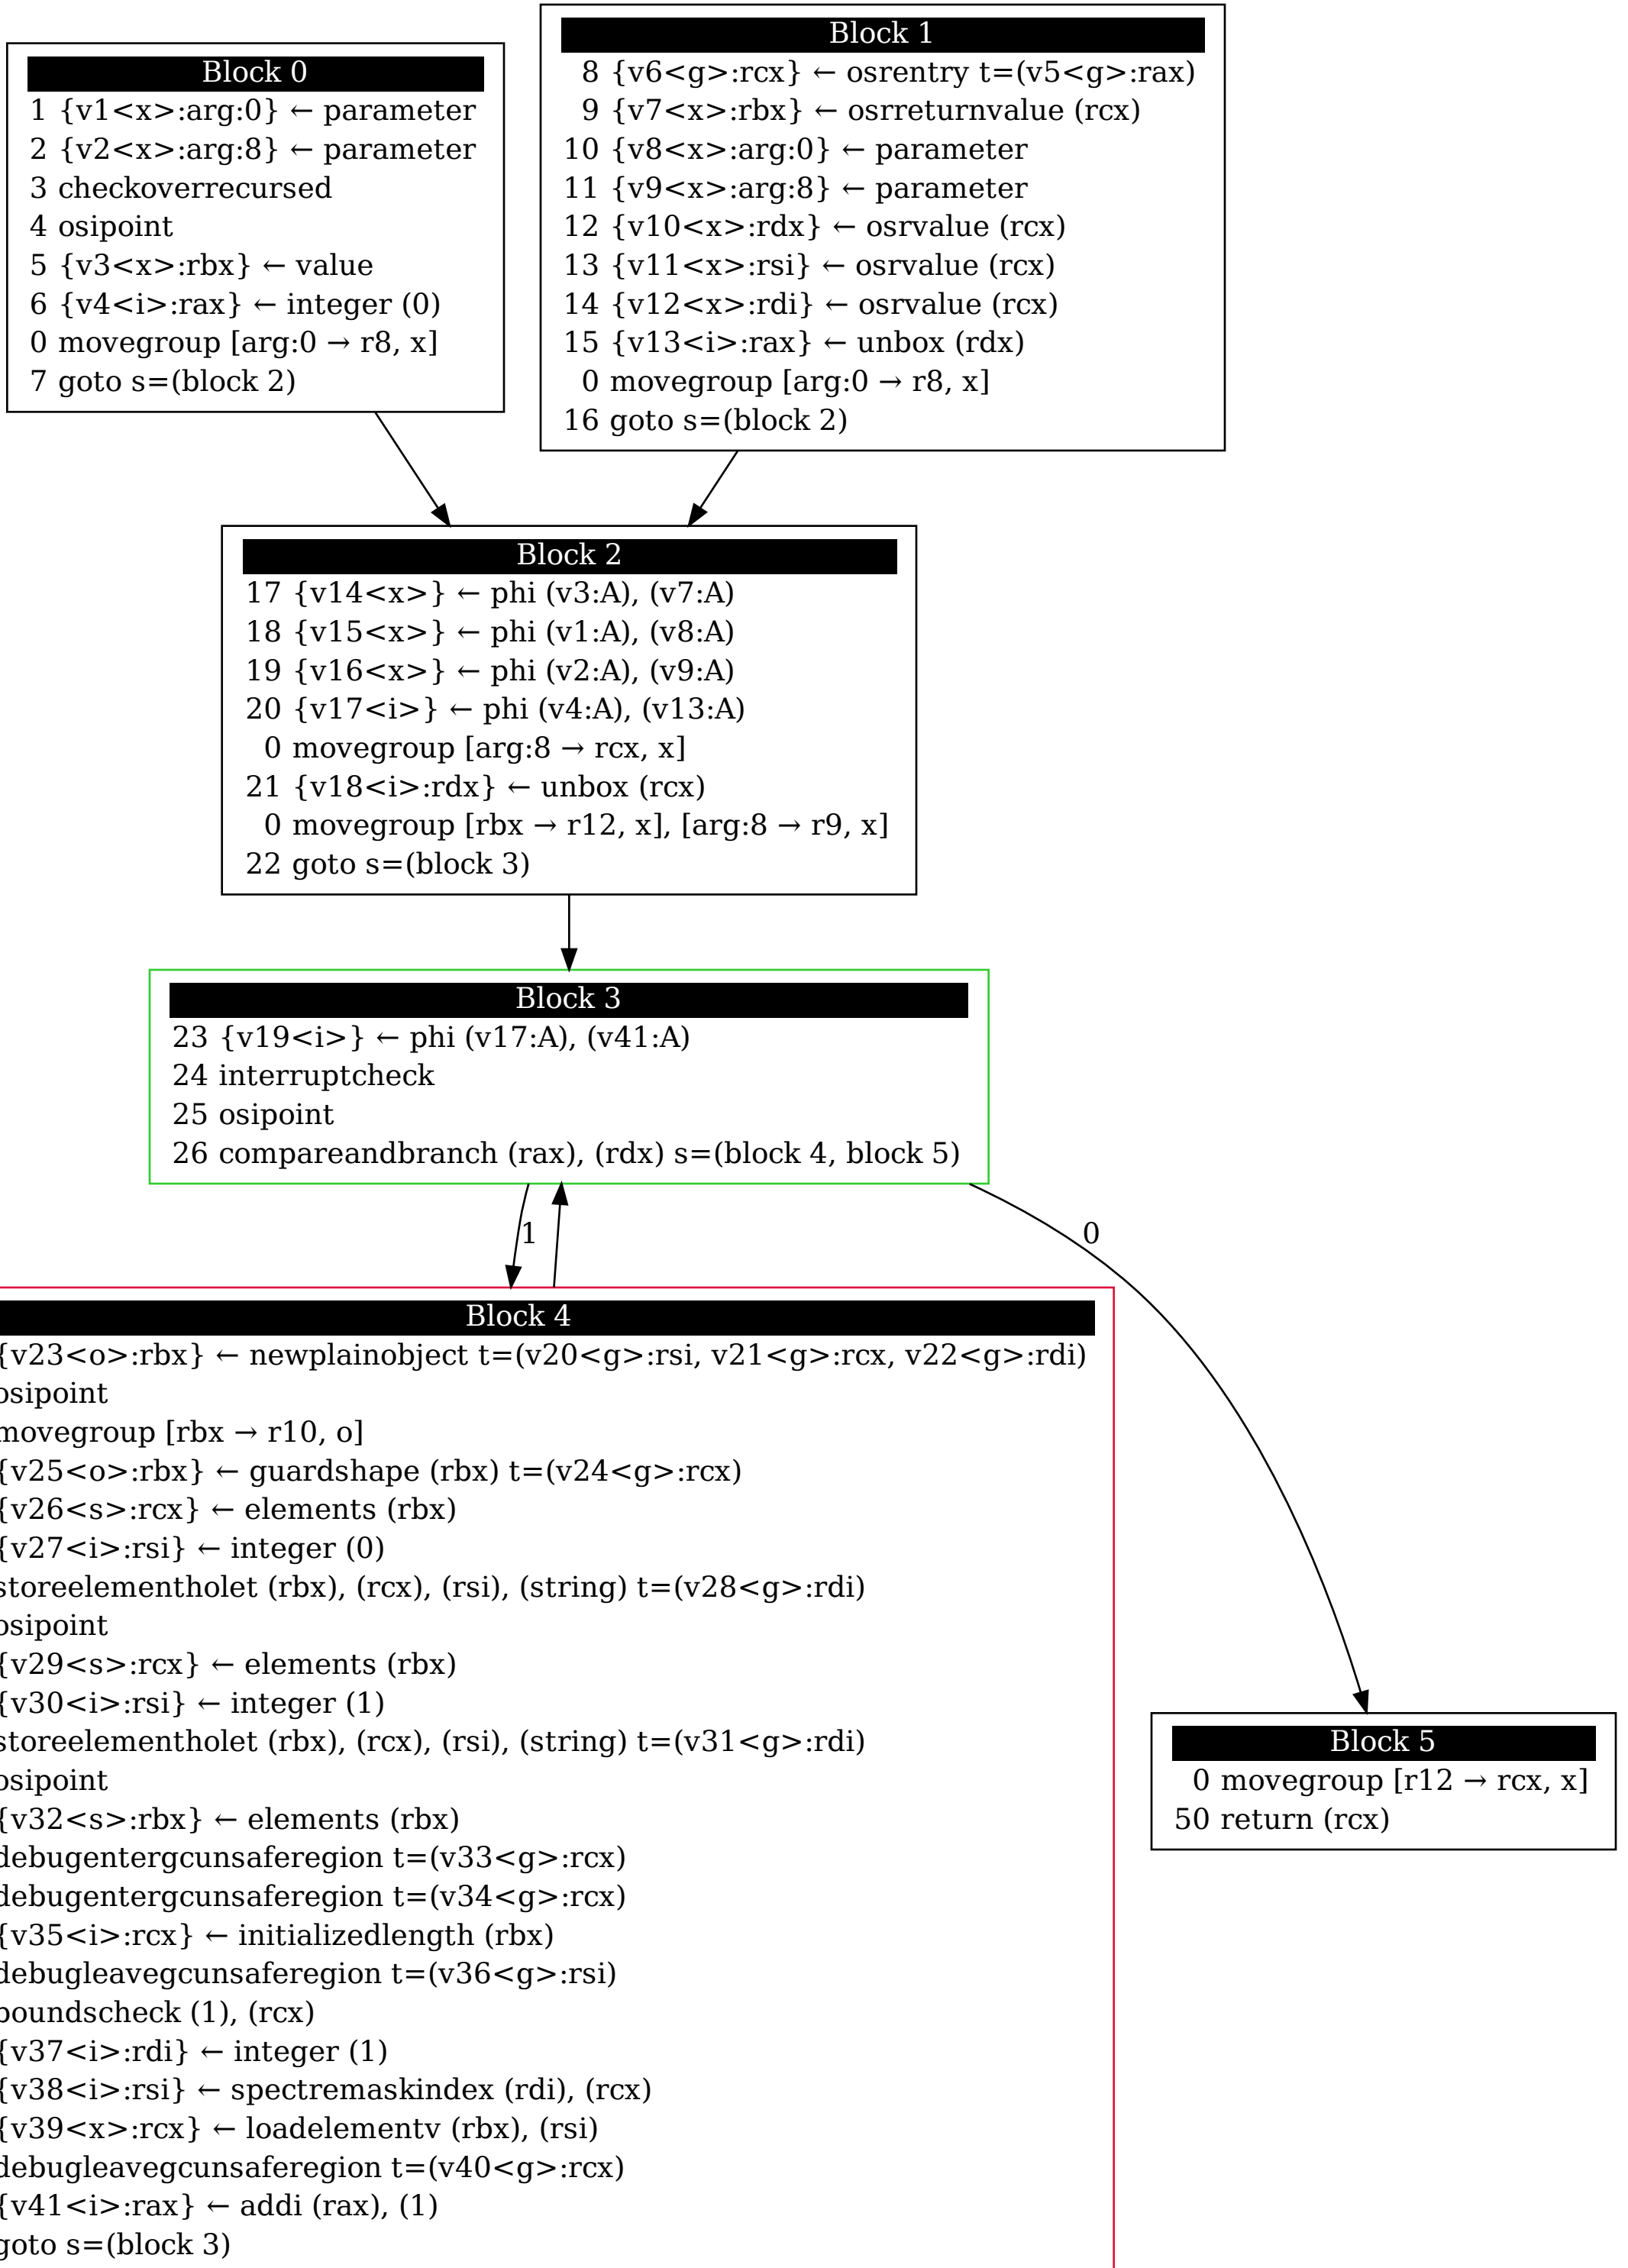 Block 0
1 {v1<x>:arg:0} ← parameter
2 {v2<x>:arg:8} ← parameter
3 checkoverrecursed
4 osipoint
5 {v3<x>:rbx} ← value
6 {v4<i>:rax} ← integer (0)
0 movegroup [arg:0 → r8, x]
7 goto s=(block 2)
Block 1
8 {v6<g>:rcx} ← osrentry t=(v5<g>:rax)
9 {v7<x>:rbx} ← osrreturnvalue (rcx)
10 {v8<x>:arg:0} ← parameter
11 {v9<x>:arg:8} ← parameter
12 {v10<x>:rdx} ← osrvalue (rcx)
13 {v11<x>:rsi} ← osrvalue (rcx)
14 {v12<x>:rdi} ← osrvalue (rcx)
15 {v13<i>:rax} ← unbox (rdx)
0 movegroup [arg:0 → r8, x]
16 goto s=(block 2)
Block 2
17 {v14<x>} ← phi (v3:A), (v7:A)
18 {v15<x>} ← phi (v1:A), (v8:A)
19 {v16<x>} ← phi (v2:A), (v9:A)
20 {v17<i>} ← phi (v4:A), (v13:A)
0 movegroup [arg:8 → rcx, x]
21 {v18<i>:rdx} ← unbox (rcx)
0 movegroup [rbx → r12, x], [arg:8 → r9, x]
22 goto s=(block 3)
Block 3
23 {v19<i>} ← phi (v17:A), (v41:A)
24 interruptcheck
25 osipoint
26 compareandbranch (rax), (rdx) s=(block 4, block 5)
1
0
Block 4
{v23<o>:rbx} ← newplainobject t=(v20<g>:rsi, v21<g>:rcx, v22<g>:rdi)
osipoint
movegroup [rbx → r10, o]
{v25<o>:rbx} ← guardshape (rbx) t=(v24<g>:rcx)
{v26<s>:rcx} ← elements (rbx)
{v27<i>:rsi} ← integer (0)
storeelementholet (rbx), (rcx), (rsi), (string) t=(v28<g>:rdi)
osipoint
{v29<s>:rcx} ← elements (rbx)
{v30<i>:rsi} ← integer (1)
storeelementholet (rbx), (rcx), (rsi), (string) t=(v31<g>:rdi)
osipoint
{v32<s>:rbx} ← elements (rbx)
debugentergcunsaferegion t=(v33<g>:rcx)
debugentergcunsaferegion t=(v34<g>:rcx)
{v35<i>:rcx} ← initializedlength (rbx)
debugleavegcunsaferegion t=(v36<g>:rsi)
boundscheck (1), (rcx)
{v37<i>:rdi} ← integer (1)
{v38<i>:rsi} ← spectremaskindex (rdi), (rcx)
{v39<x>:rcx} ← loadelementv (rbx), (rsi)
debugleavegcunsaferegion t=(v40<g>:rcx)
{v41<i>:rax} ← addi (rax), (1)
goto s=(block 3)
Block 5
0 movegroup [r12 → rcx, x]
50 return (rcx)